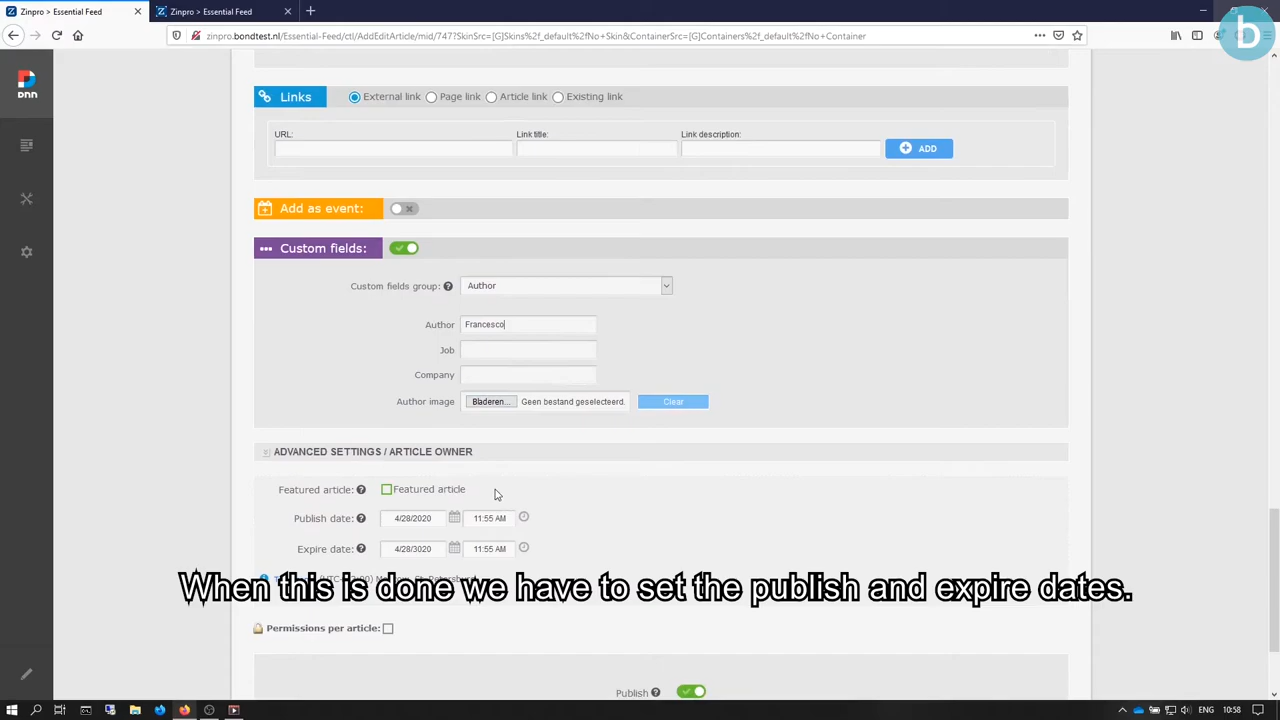 Zinpro > Essential Feed
Zinpro > Essential Feed
zinpro.bondtest.nl/Essential-Feed/ctl/AddEditArticle/mid/747?SkinSrc=[G]Skins%2f_default%2fNo+Skin&ContainerSrc=[G]Containers%2f_default%2fNo+Container
b
Dnn
Links
External link
Page link
Article link
Existing link
URL:
Link title:
Link description:
ADD
Add as event:
Custom fields:
Custom fields group:
Author
Author
Francesco
Job
Company
Author image
Bladeren...
Geen bestand geselecteerd.
Clear
ADVANCED SETTINGS / ARTICLE OWNER
Featured article:
Featured article
Publish date:
4/28/2020
11:55 AM
Expire date:
4/28/3020
11:55 AM
When this is done we have to set the publish and expire dates.
Permissions per article:
Publish
ENG
10:58